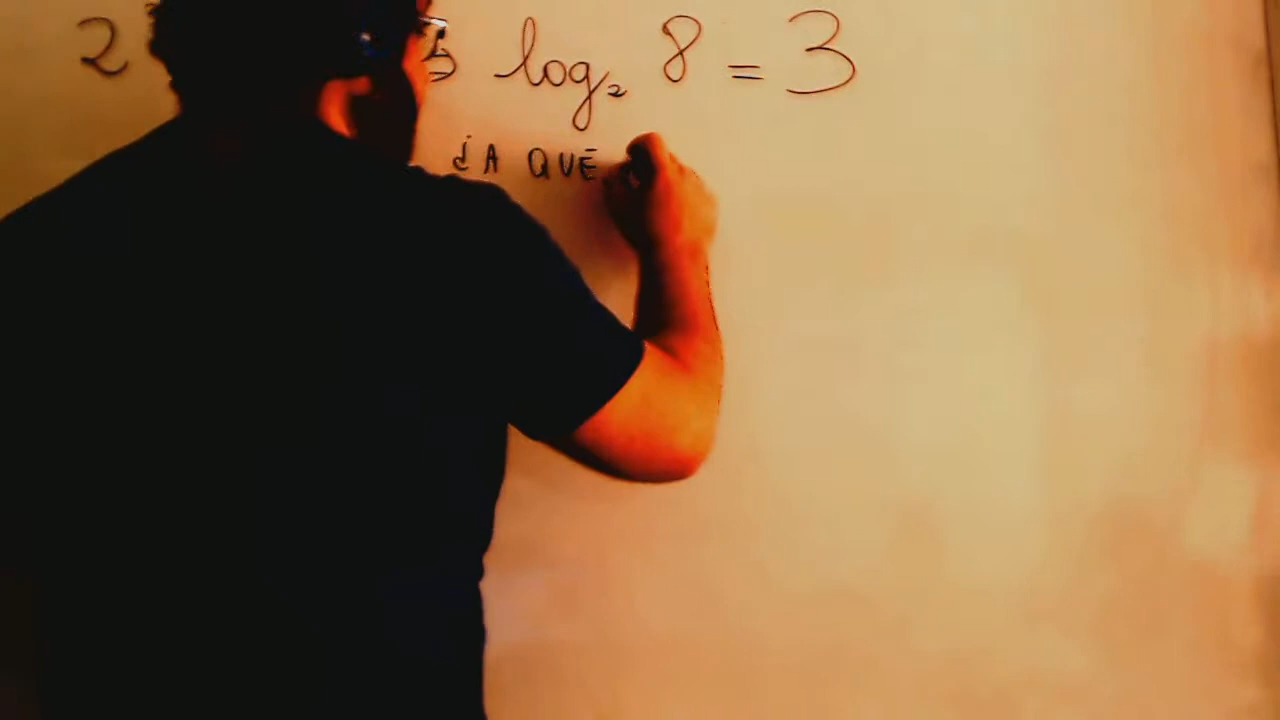 2 log₂ 8 = 3
¿A QUÉ